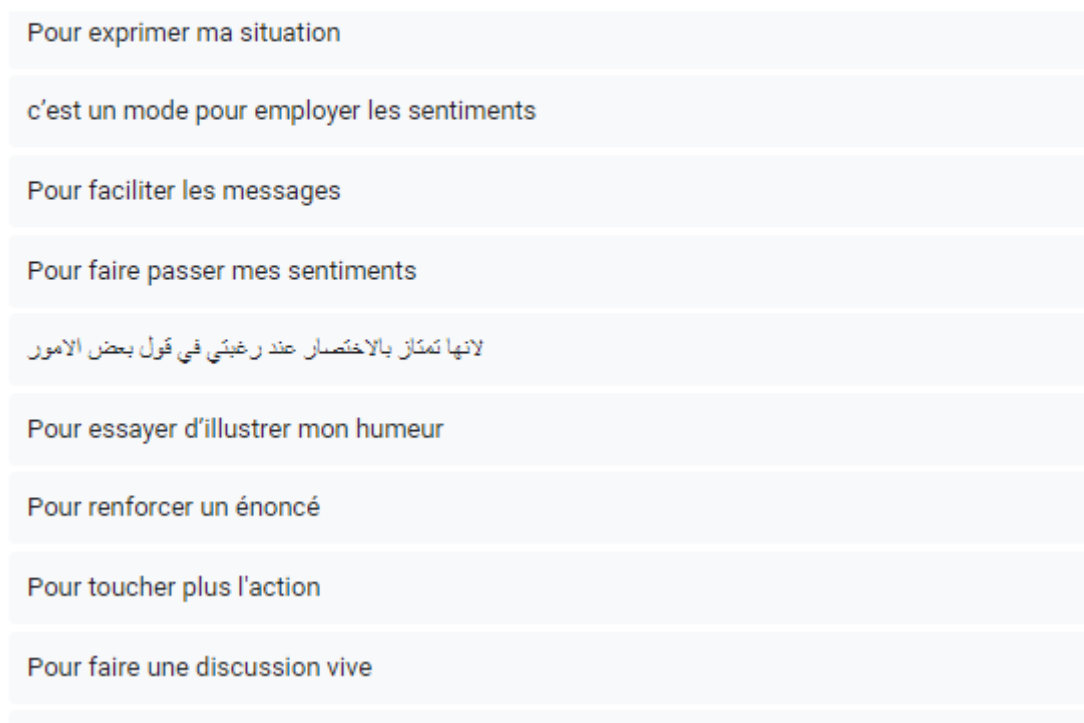 Pour exprimer ma situation
c’est un mode pour employer les sentiments
Pour faciliter les messages
Pour faire passer mes sentiments
لانها تمتاز بالاختصار عند رغبتي في قول بعض الامور
Pour essayer d’illustrer mon humeur
Pour renforcer un énoncé
Pour toucher plus l'action
Pour faire une discussion vive